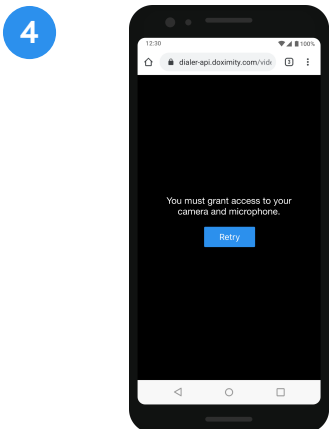 4
12:30
100%
dialer-api.doximity.com/vide
3
You must grant access to your
camera and microphone.
Retry